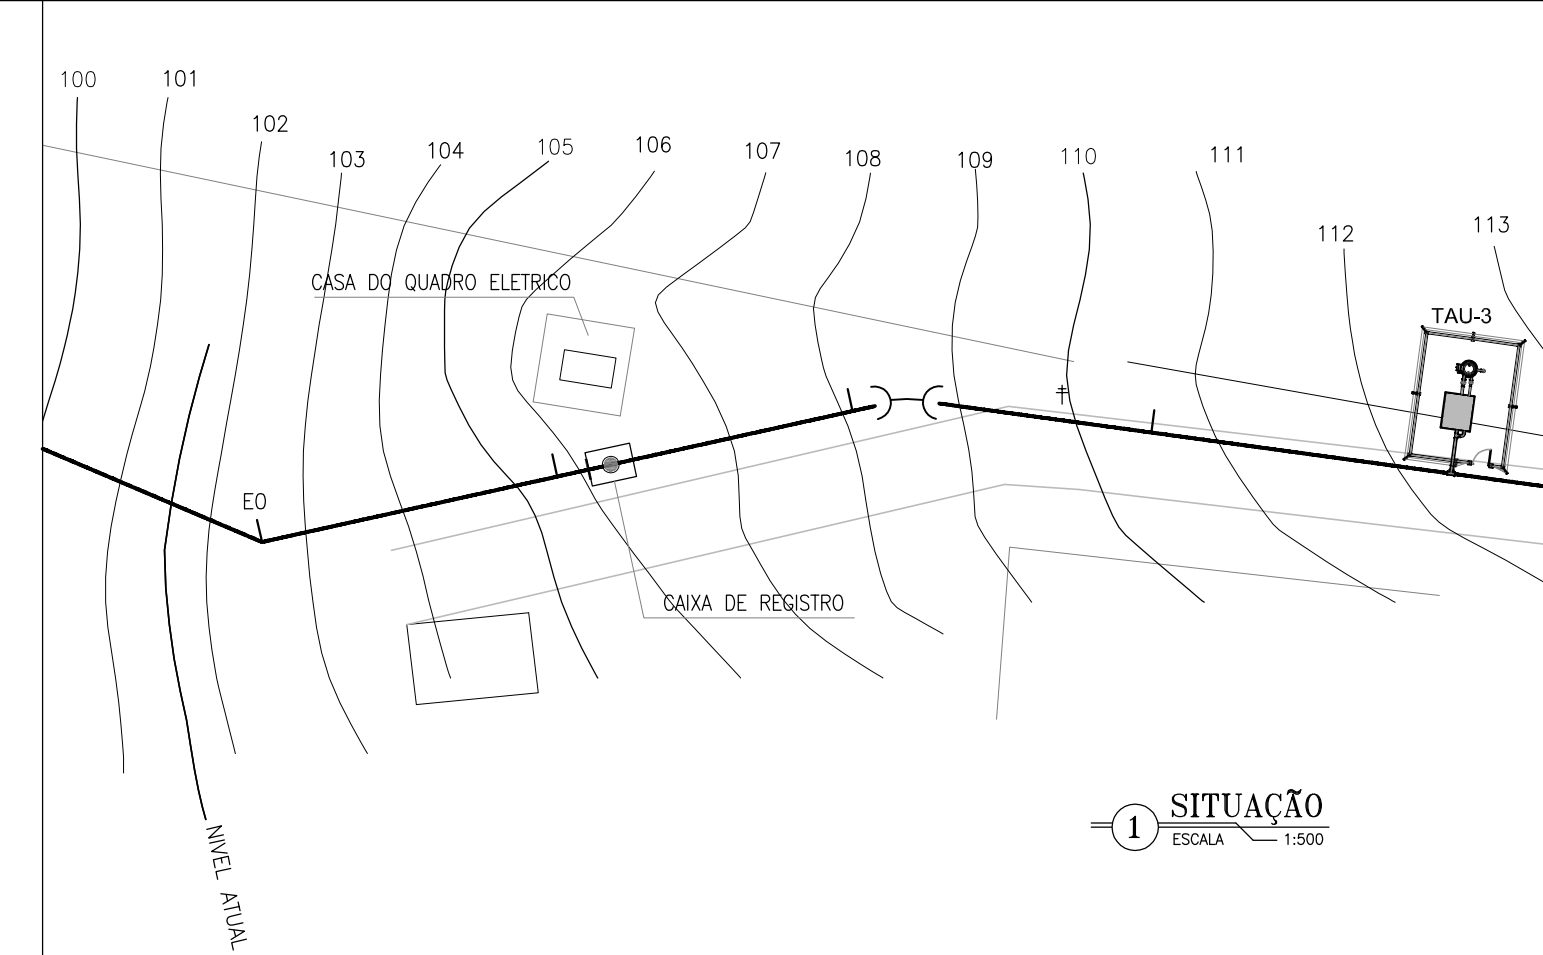 100
101
102
103
104
105
106
107
108
109
110
111
112
113
TAU-3
CASA DO QUADRO ELETRICO
E0
CAIXA DE REGISTRO
1
SITUAÇÃO
ESCALA 1:500
NIVEL ATUAL